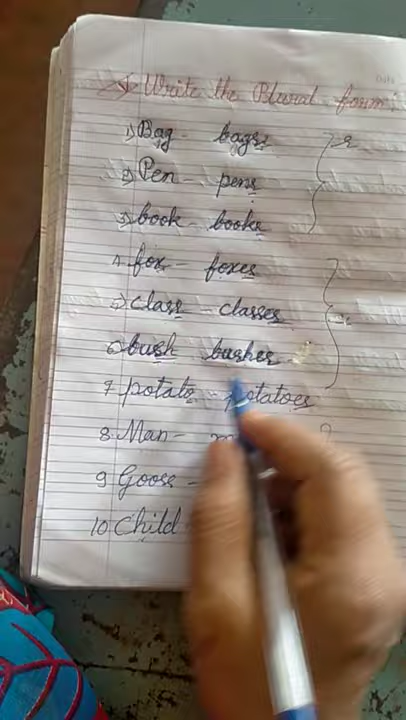 Write the Plural form:
1) Bag - bags
2) Pen - pens
3) book - books
4. fox - foxes
5) class - classes
6) bush bushes
7. potato - potatoes
8. Man - m
9 Goose -
10 Child